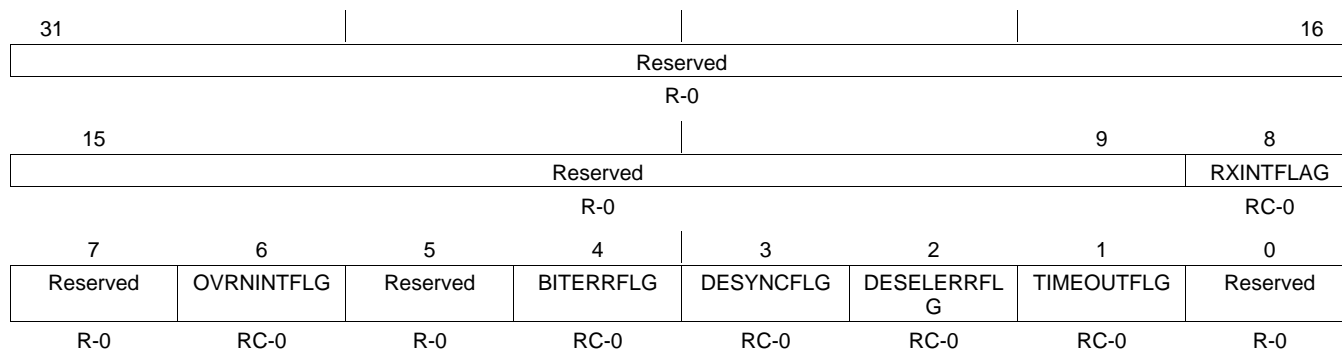 31 16
Reserved
R-0
15 9 8
Reserved RXINTFLAG
R-0 RC-0
7 6 5 4 3 2 1 0
Reserved OVRNINTFLG Reserved BITERRFLG DESYNCFLG DESELERRFL TIMEOUTFLG Reserved
G
R-0 RC-0 R-0 RC-0 RC-0 RC-0 RC-0 R-0